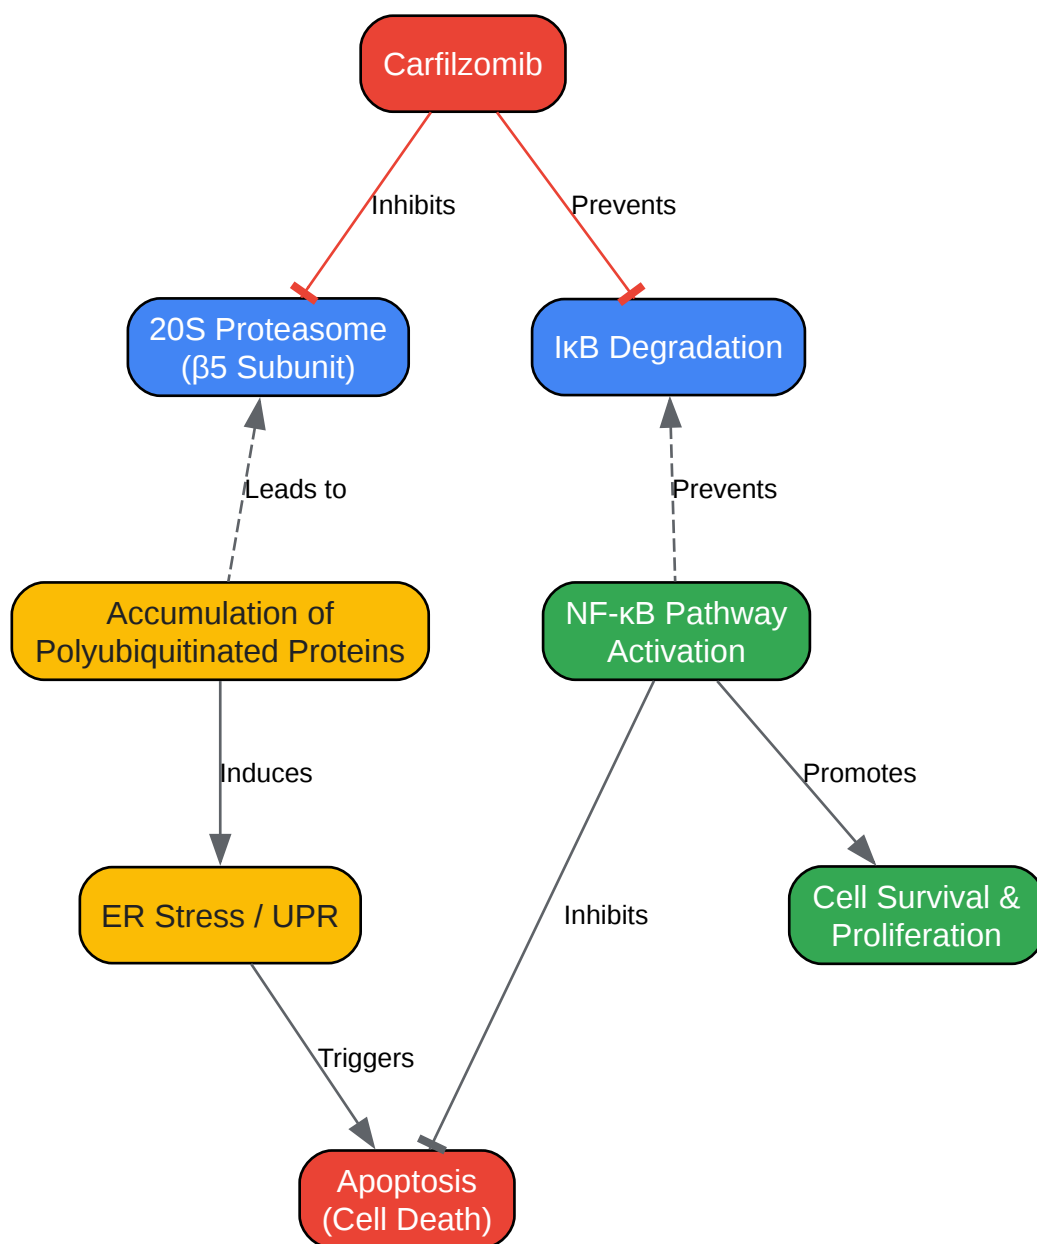 Carfilzomib
Inhibits
Prevents
20S Proteasome
(β5 Subunit)
IκB Degradation
Leads to
Prevents
Accumulation of
Polyubiquitinated Proteins
NF-κB Pathway
Activation
Induces
Promotes
ER Stress / UPR
Inhibits
Cell Survival &
Proliferation
Triggers
Apoptosis
(Cell Death)